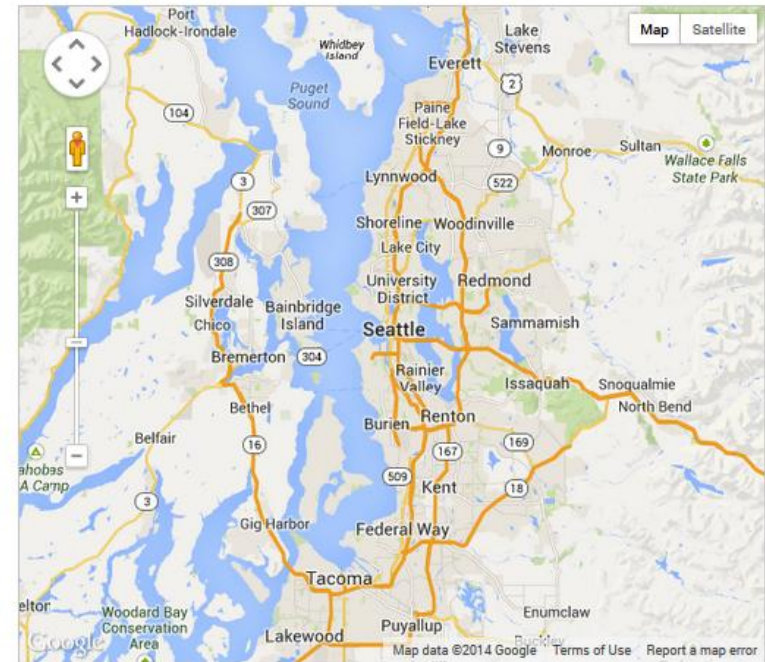 Port
Hadlock-Irondale
Whidbey
Island
Lake
Stevens
Map
Satellite
Everett
2
Puget
Sound
Paine
Field-Lake
Stickney
104
9
Monroe
Sultan
Wallace Falls
State Park
Lynnwood
522
3
307
Shoreline
Woodinville
Lake City
308
University
District
Redmond
Silverdale
Bainbridge
Island
Chico
Seattle
Sammamish
Bremerton
304
Rainier
Valley
Issaquah
Snoqualmie
North Bend
Bethel
Burien
Renton
Belfair
16
167
169
ahobas
A Camp
509
Kent
18
3
Gig Harbor
Federal Way
Tacoma
elton
Woodard Bay
Conservation
Area
Enumclaw
Puyallup
Lakewood
Buckley
Google
Map data ©2014 Google
Terms of Use
Report a map error